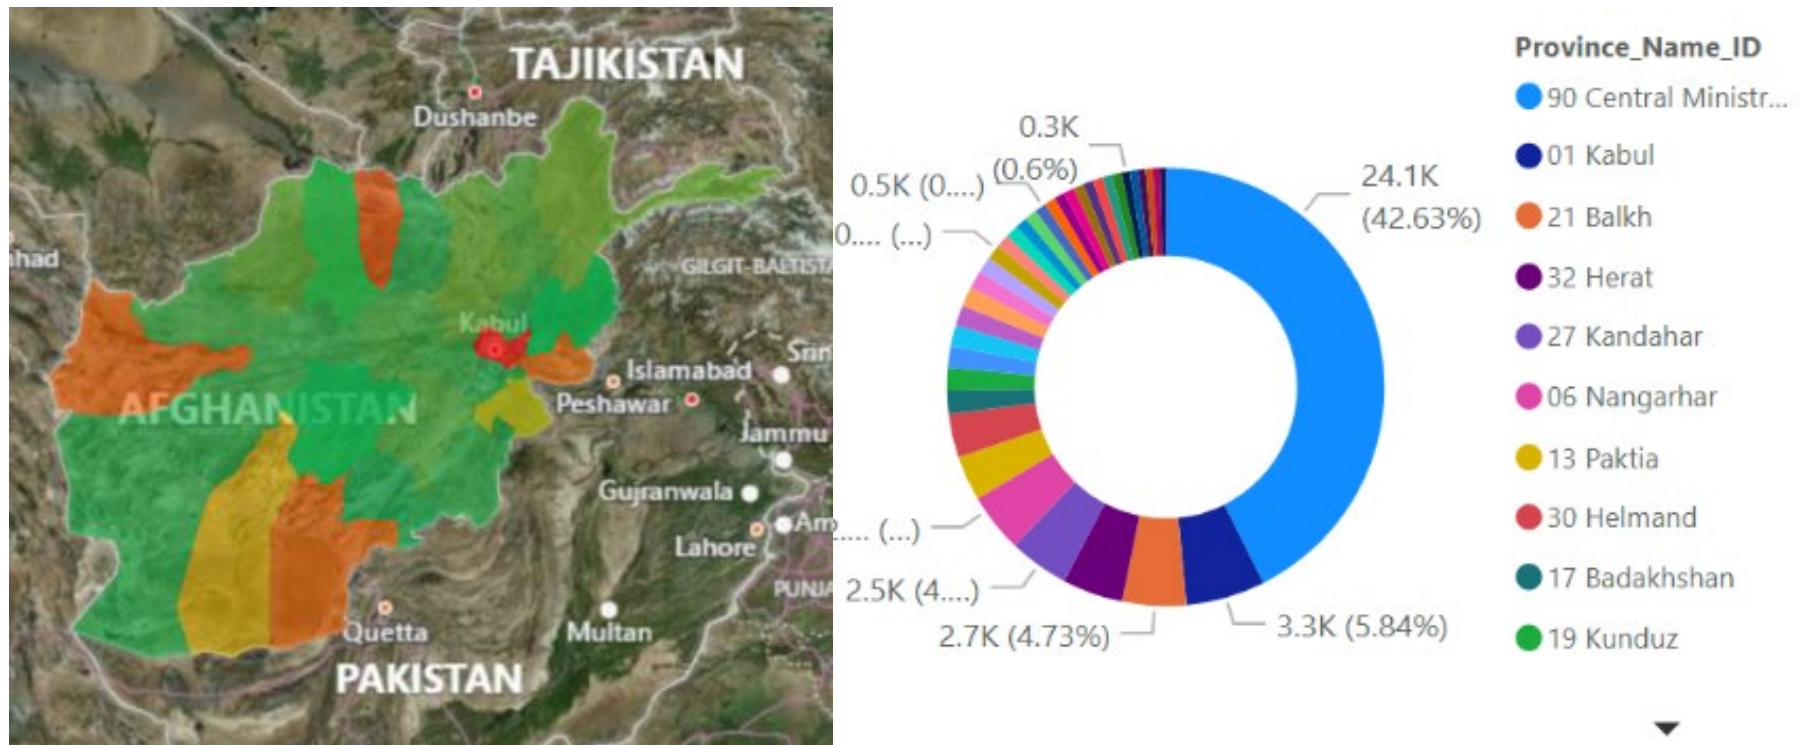 TAJIKISTAN
Dushanbe
GILGIT-BALTISTA
Kabul
Islamabad
Peshawar
AFGHANISTAN
Jammu
Gujranwala
Lahore
PUNJA
Quetta
Multan
PAKISTAN
0.3K
(0.6%)
0.5K (0....)
0.... (...)
24.1K
(42.63%)
.... (...)
2.5K (4....)
2.7K (4.73%)
3.3K (5.84%)
Province_Name_ID
90 Central Ministr...
01 Kabul
21 Balkh
32 Herat
27 Kandahar
06 Nangarhar
13 Paktia
30 Helmand
17 Badakhshan
19 Kunduz